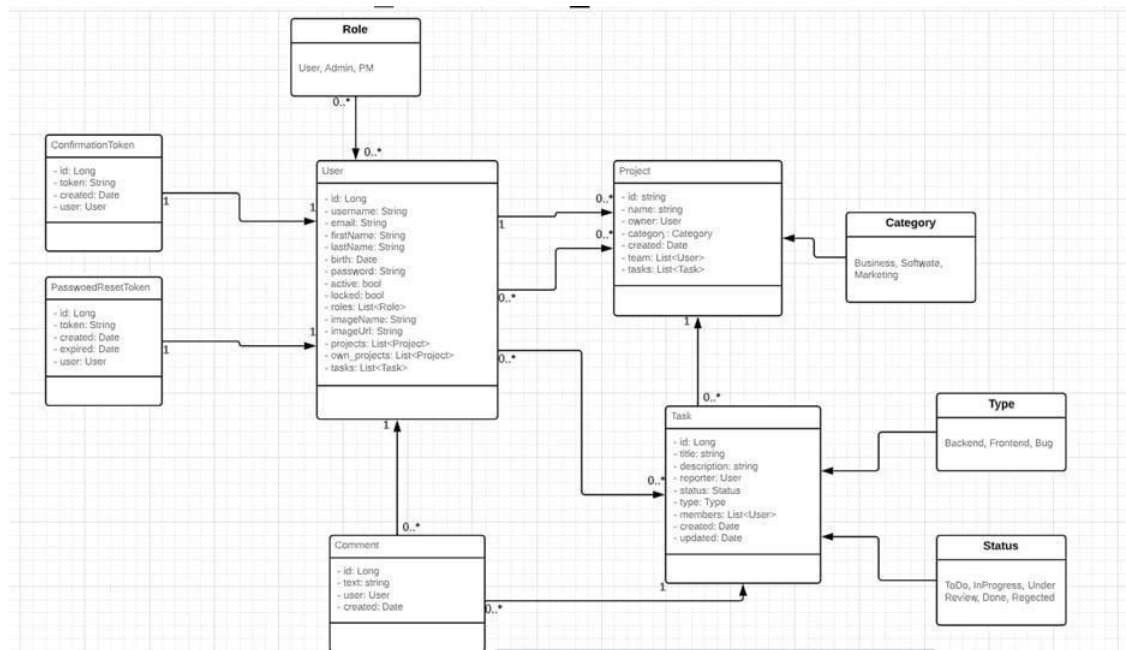 Role
User, Admin, PM
0..*
0..*
ConfirmationToken
- id: Long
- token: String
- created: Date
- user: User
1
1
PasswoedResetToken
- id: Long
- token: String
- created: Date
- expired: Date
- user: User
1
1
User
- id: Long
- username: String
- email: String
- firstName: String
- lastName: String
- birth: Date
- password: String
- active: bool
- locked: bool
- roles: List<Role>
- imageName: String
- imageUrl: String
- projects: List<Project>
- own_projects: List<Project>
- tasks: List<Task>
1
0..*
0..*
0..*
0..*
Project
- id: string
- name: string
- owner: User
- category: Category
- created: Date
- team: List<User>
- tasks: List<Task>
Category
Business, Softwate,
Marketing
1
0..*
Task
- id: Long
- title: string
- description: string
- reporter: User
- status: Status
- type: Type
- members: List<User>
- created: Date
- updated: Date
0..*
Type
Backend, Frontend, Bug
Status
ToDo, InProgress, Under
Review, Done, Regected
1
0..*
Comment
- id: Long
- text: string
- user: User
- created: Date
0..*
1